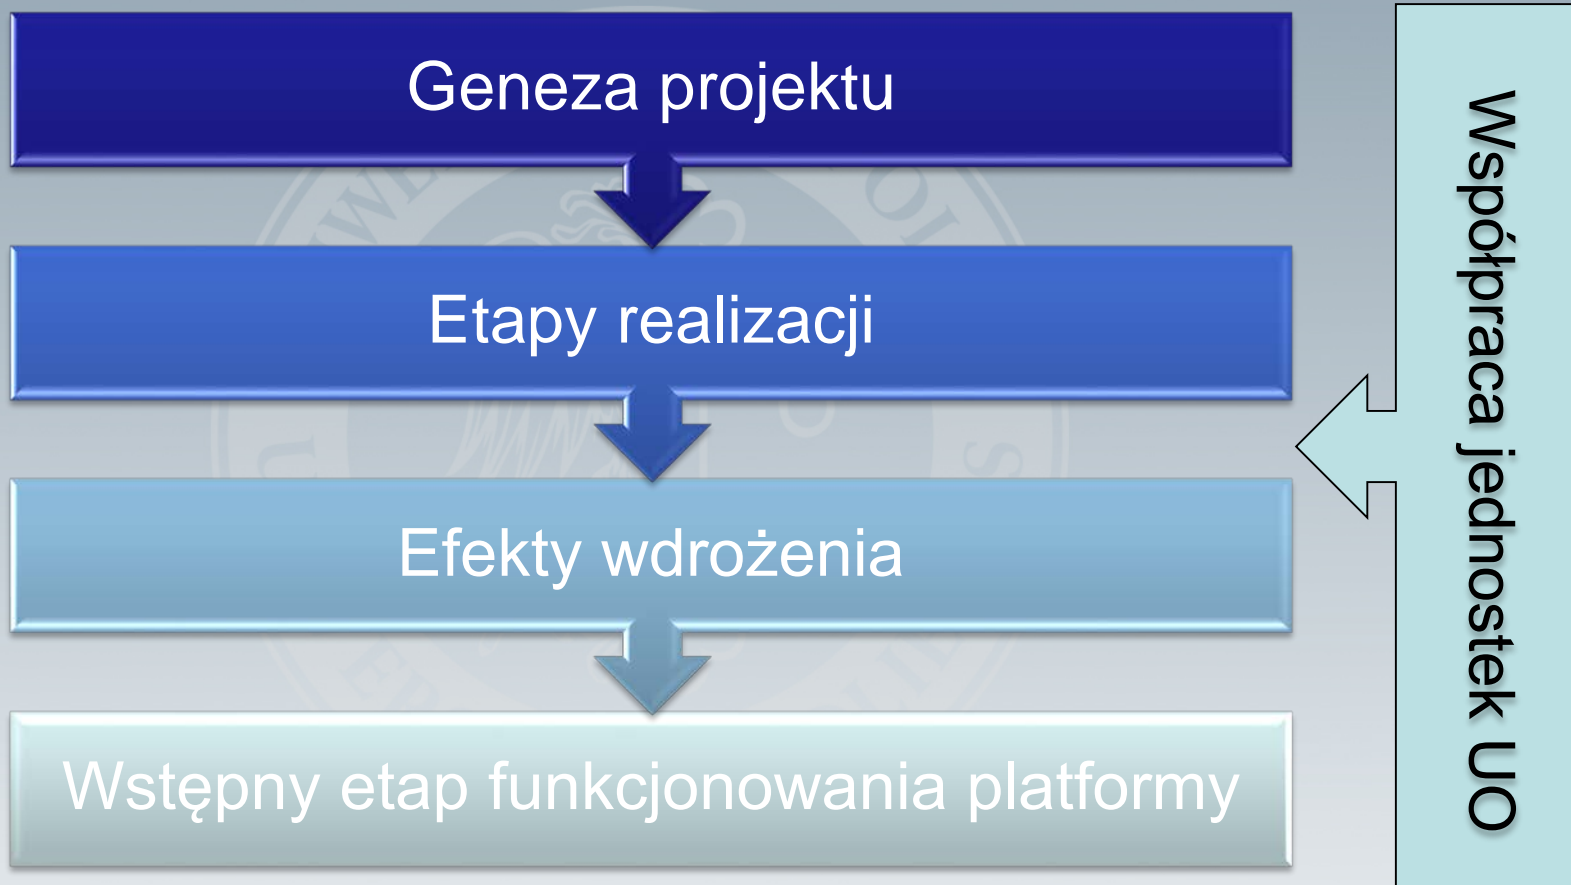 Geneza projektu
Etapy realizacji
Efekty wdrożenia
Wstępny etap funkcjonowania platformy
Współpraca jednostek UO